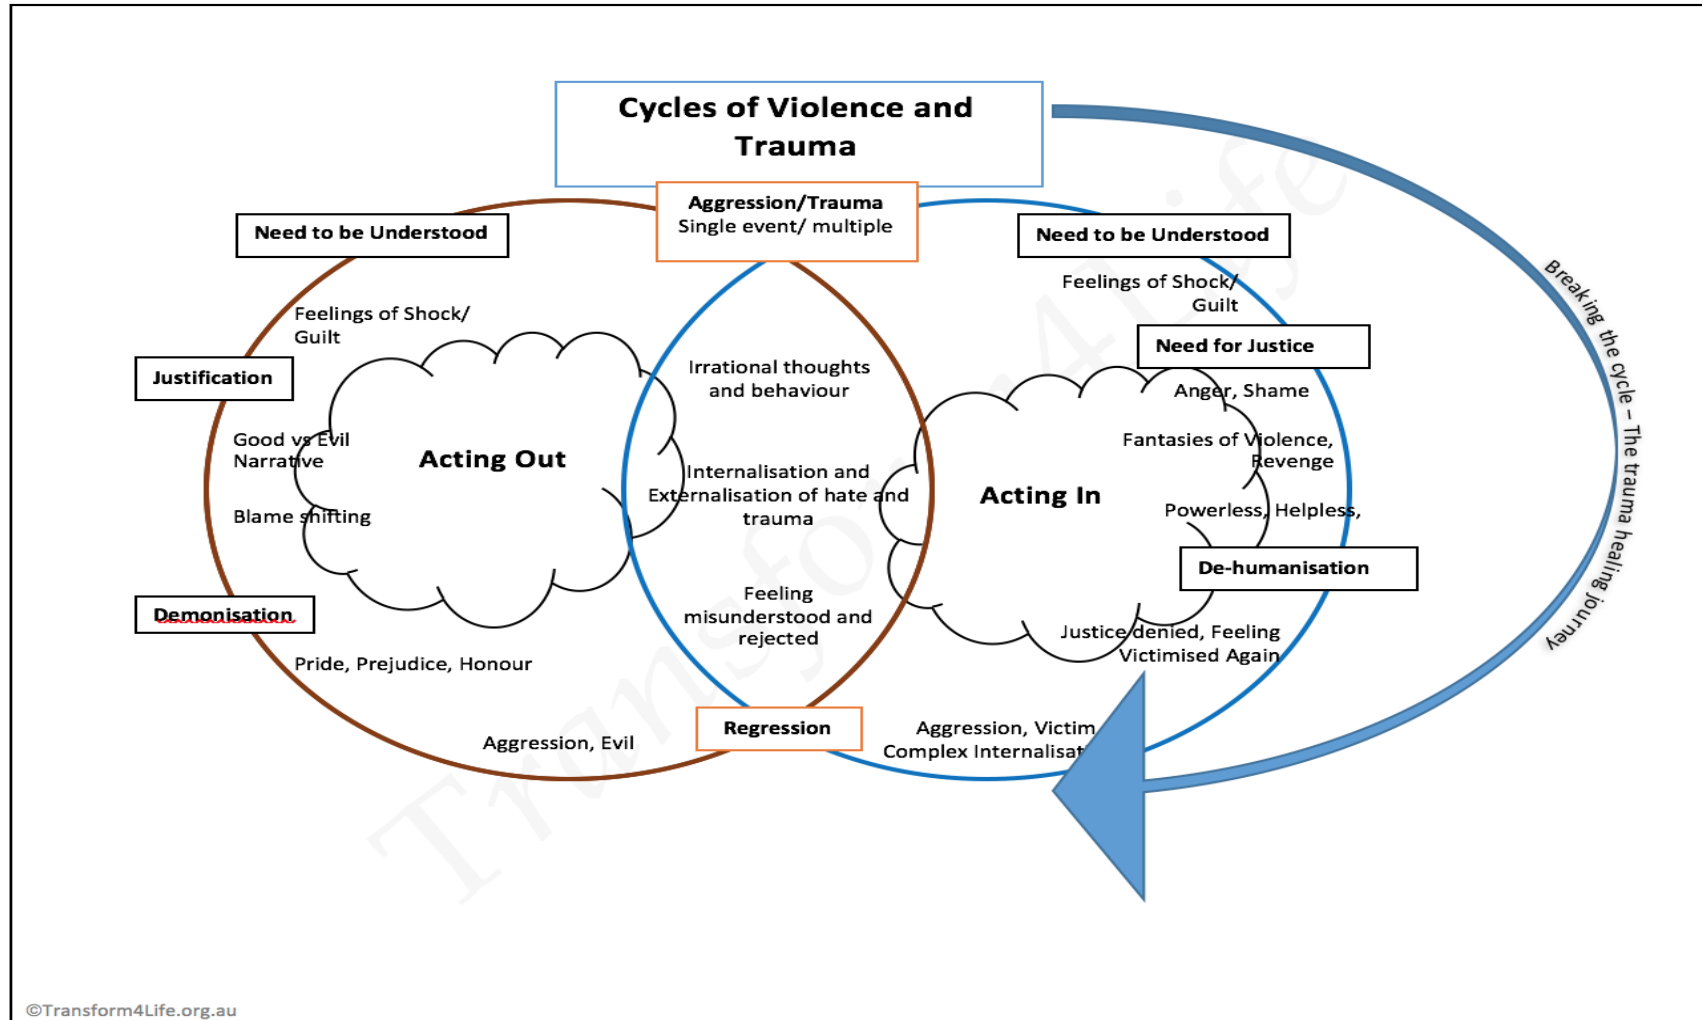 Cycles of Violence and
Trauma
Aggression/Trauma
Single event/ multiple
Need to be Understood
Need to be Understood
Feelings of Shock/
Guilt
Feelings of Shock/
Guilt
Justification
Need for Justice
Irrational thoughts
and behaviour
Anger, Shame
Good vs Evil
Narrative
Acting Out
Fantasies of Violence,
Revenge
Internalisation and
Externalisation of hate and
trauma
Acting In
Blame shifting
Powerless, Helpless,
De-humanisation
Demonisation
Feeling
misunderstood and
rejected
Justice denied, Feeling
Victimised Again
Pride, Prejudice, Honour
Regression
Aggression, Evil
Aggression, Victim
Complex Internalisati
Breaking the cycle – The trauma healing journey
Transform4Life
©Transform4Life.org.au